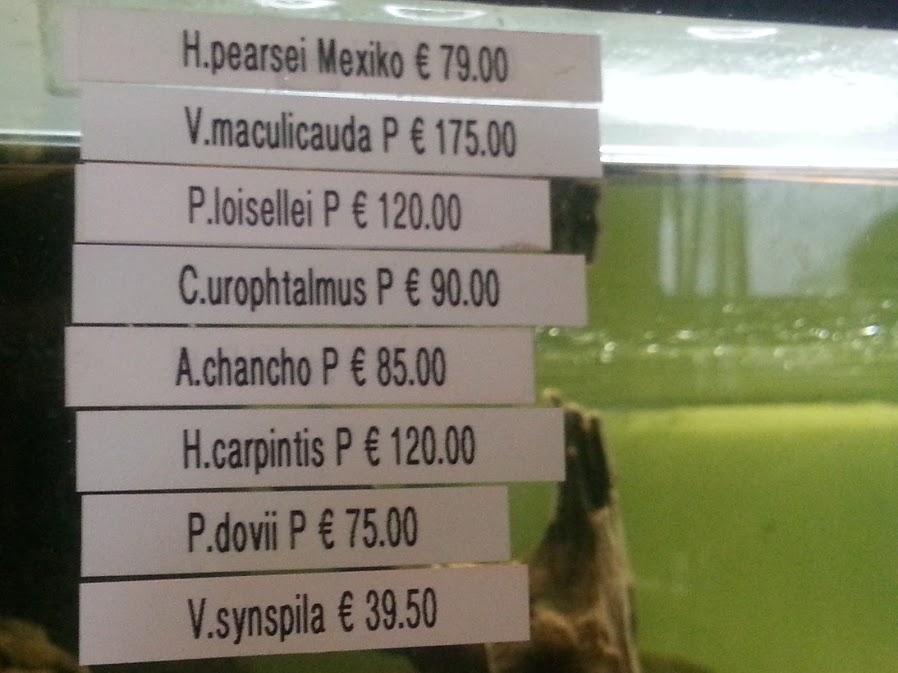 H.pearsei Mexiko € 79.00
V.maculicauda P € 175.00
P.loisellei P € 120.00
C.urophtalmus P € 90.00
A.chancho P € 85.00
H.carpintis P € 120.00
P.dovii P € 75.00
V.synspila € 39.50